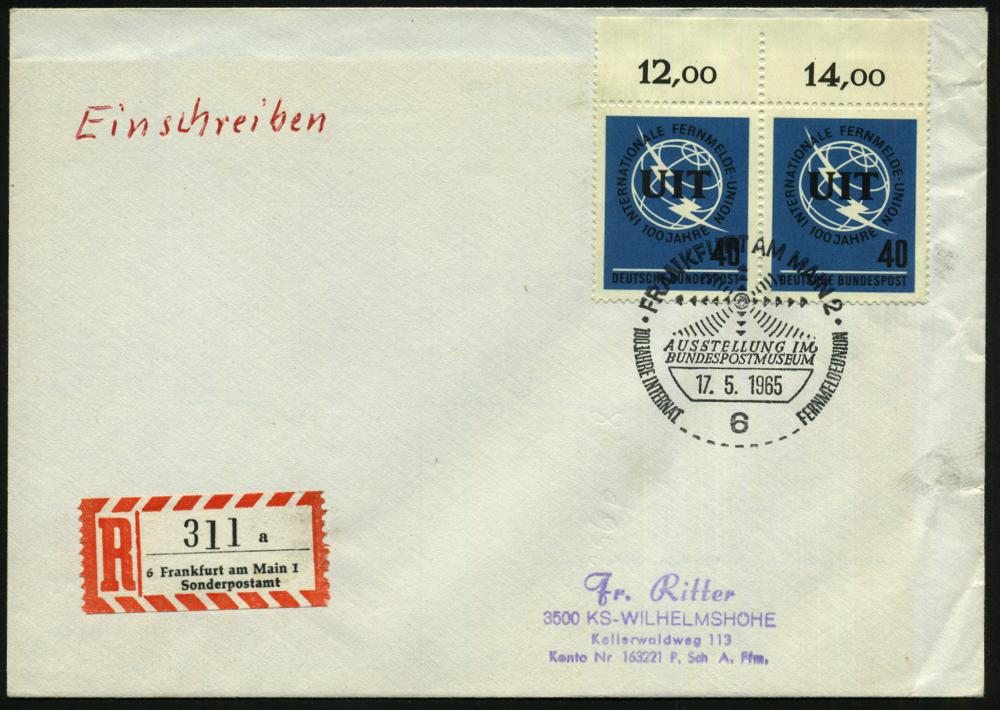 Einschreiben
12,00
14,00
INTERNATIONALE FERNMELDE-UNION
UIT
100 JAHRE
40
DEUTSCHE BUNDESPOST
INTERNATIONALE FERNMELDE-UNION
UIT
100 JAHRE
40
DEUTSCHE BUNDESPOST
FRANKFURT AM MAIN 2
AUSSTELLUNG IM
BUNDESPOSTMUSEUM
17. 5. 1965
6
100 JAHRE INTERNAT. FERNMELDEUNION
R
311 a
6 Frankfurt am Main 1
Sonderpostamt
Fr. Ritter
3500 KS-WILHELMSHÖHE
Kellerwaldweg 113
Konto Nr 163221 P. Sch A. Ffm.